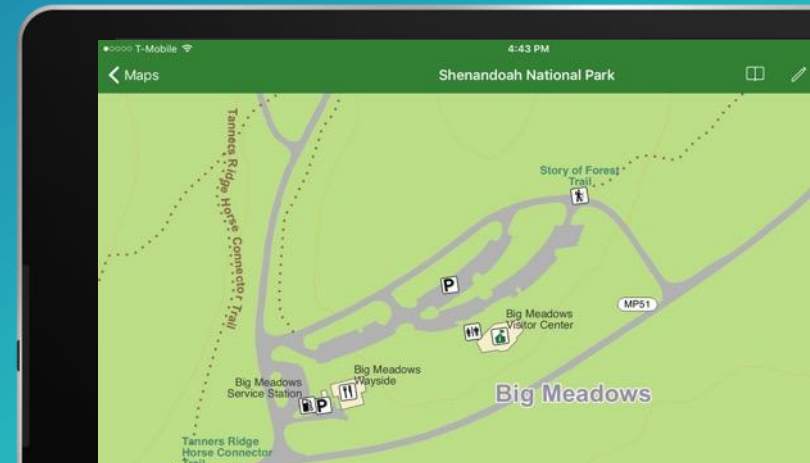 T-Mobile
4:43 PM
Maps
Shenandoah National Park
Tanners Ridge Horse Connector Trail
Story of Forest
Trail
P
MP51
Big Meadows
Visitor Center
Big Meadows
Wayside
Big Meadows
Service Station
P
Big Meadows
Tanners Ridge
Horse Connector
Trail